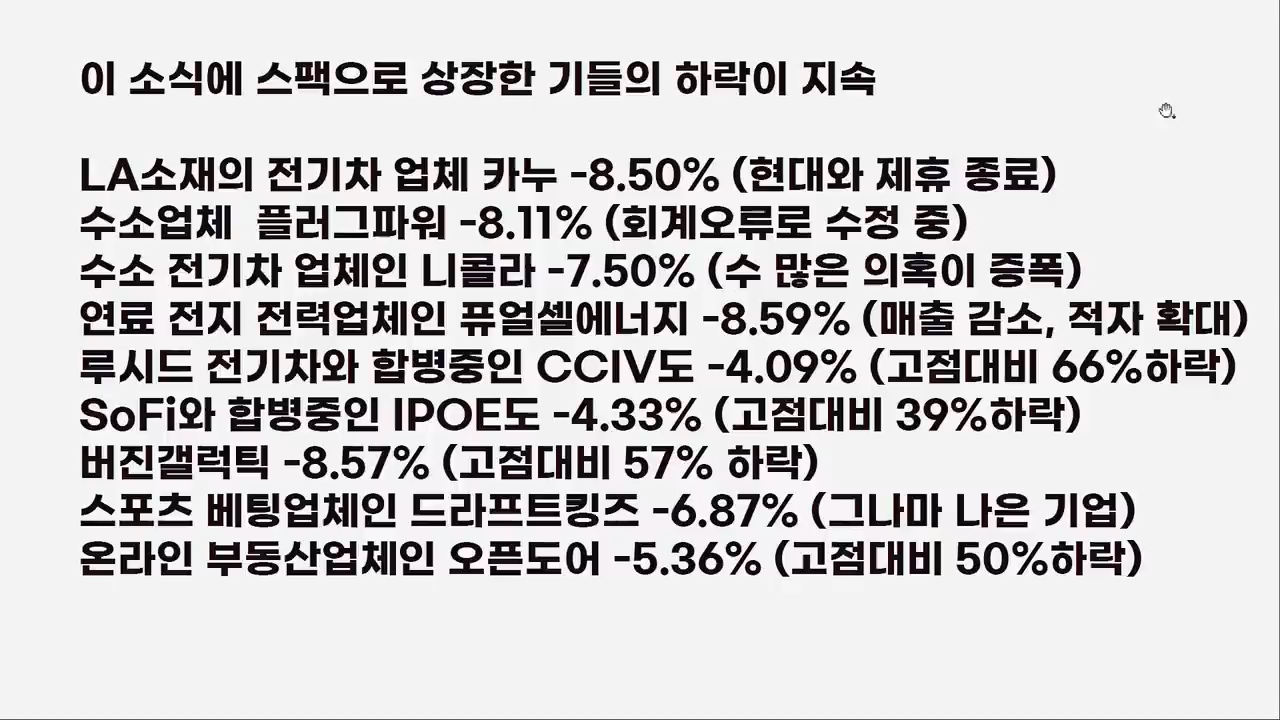 이 소식에 스팩으로 상장한 기들의 하락이 지속
LA소재의 전기차 업체 카누 -8.50% (현대와 제휴 종료)
수소업체 플러그파워 -8.11% (회계오류로 수정 중)
수소 전기차 업체인 니콜라 -7.50% (수 많은 의혹이 증폭)
연료 전지 전력업체인 퓨얼셀에너지 -8.59% (매출 감소, 적자 확대)
루시드 전기차와 합병중인 CCIV도 -4.09% (고점대비 66%하락)
SoFi와 합병중인 IPOE도 -4.33% (고점대비 39%하락)
버진갤럭틱 -8.57% (고점대비 57% 하락)
스포츠 베팅업체인 드라프트킹즈 -6.87% (그나마 나은 기업)
온라인 부동산업체인 오픈도어 -5.36% (고점대비 50%하락)